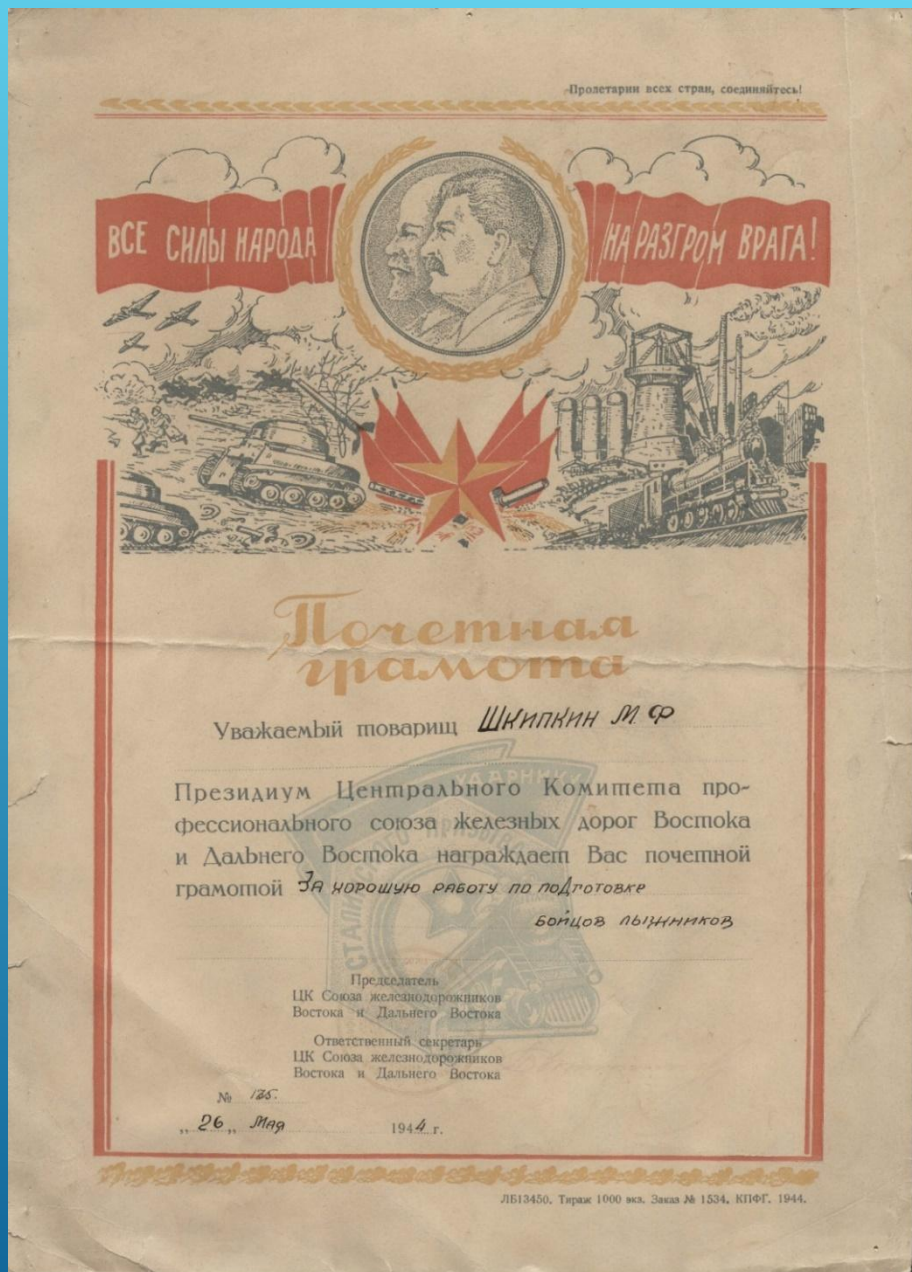 Пролетарии всех стран, соединяйтесь!
ВСЕ СИЛЫ НАРОДА НА РАЗГРОМ ВРАГА!
Почетная
грамота
Уважаемый товарищ Шкипкин М Ф
Президиум Центрального Комитета про-
фессионального союза железных дорог Востока
и Дальнего Востока награждает Вас почетной
грамотой За хорошую работу по подготовке
бойцов лыжников
УДАРНИКУ
СТАЛИНСКОГО ПРИЗЫВА
Председатель
ЦК Союза железнодорожников
Востока и Дальнего Востока
Ответственный секретарь
ЦК Союза железнодорожников
Востока и Дальнего Востока
№
„ 26 „ Мая 1944 г.
ЛБ13450. Тираж 1000 экз. Заказ № 1534. КПФГ. 1944.